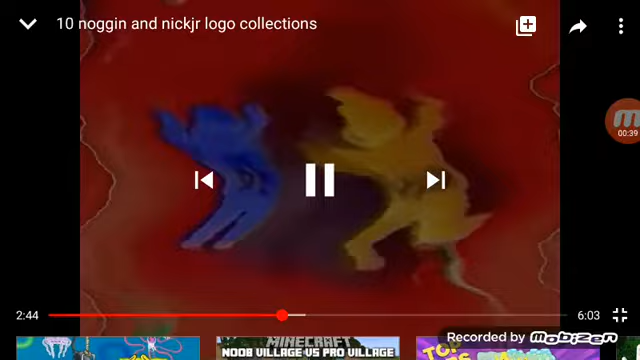 10 noggin and nickjr logo collections
00:39
2:44
6:03
Recorded by mobizen
MINECRAFT
NOOB VILLAGE VS PRO VILLAGE
TOP